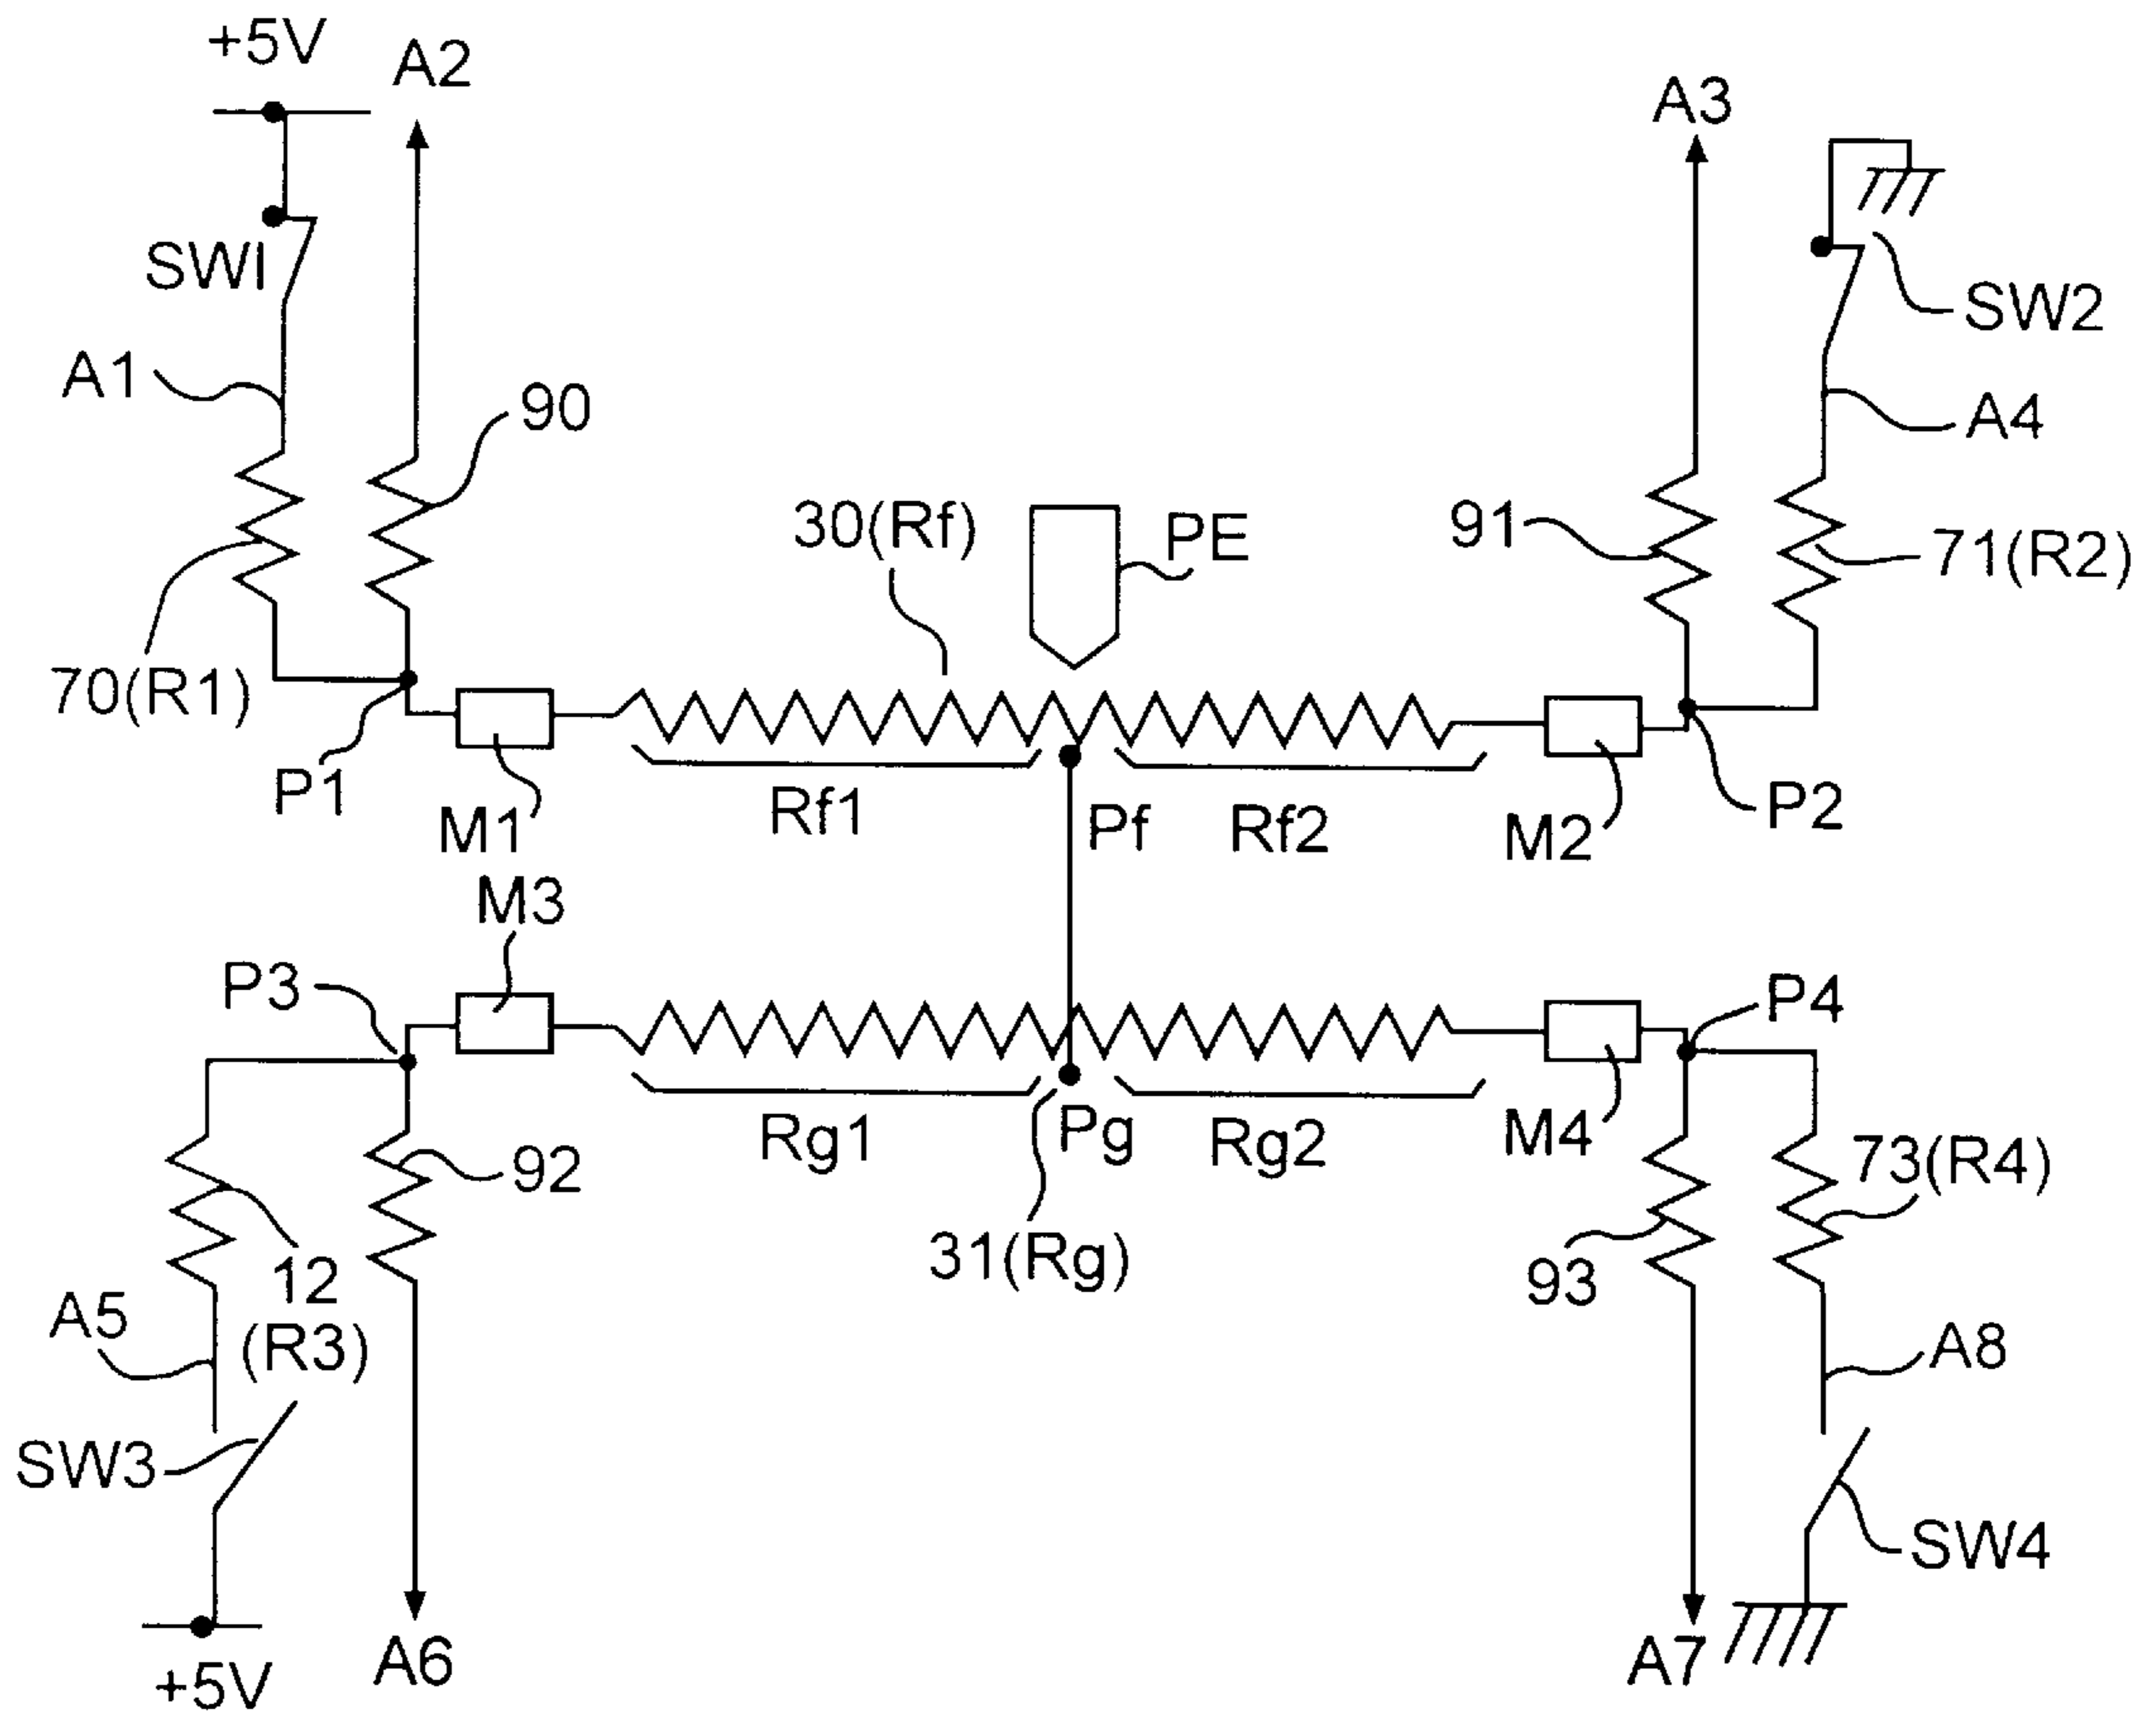 +5V
A2
A3
SWI
SW2
A1
90
A4
30(Rf)
PE
91
71(R2)
70(R1)
P1
M1
Rf1
Pf
Rf2
M2
P2
M3
P3
P4
Rg1
Pg
Rg2
M4
92
73(R4)
12
(R3)
31(Rg)
93
A5
A8
SW3
SW4
+5V
A6
A7